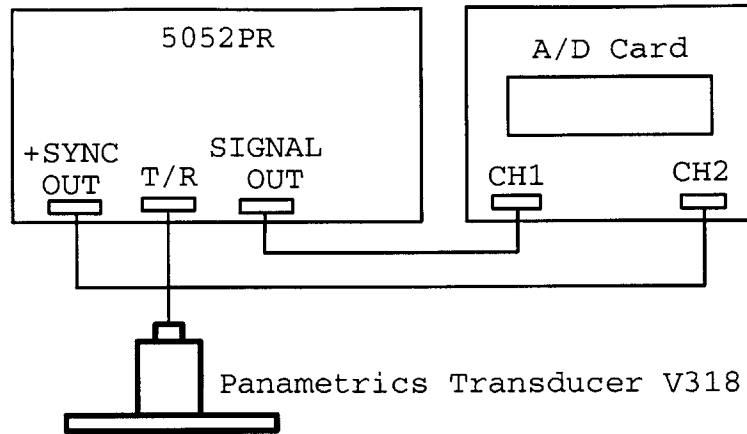 5052PR
A/D Card
+SYNC OUT
T/R
SIGNAL OUT
CH1
CH2
Panametrics Transducer V318